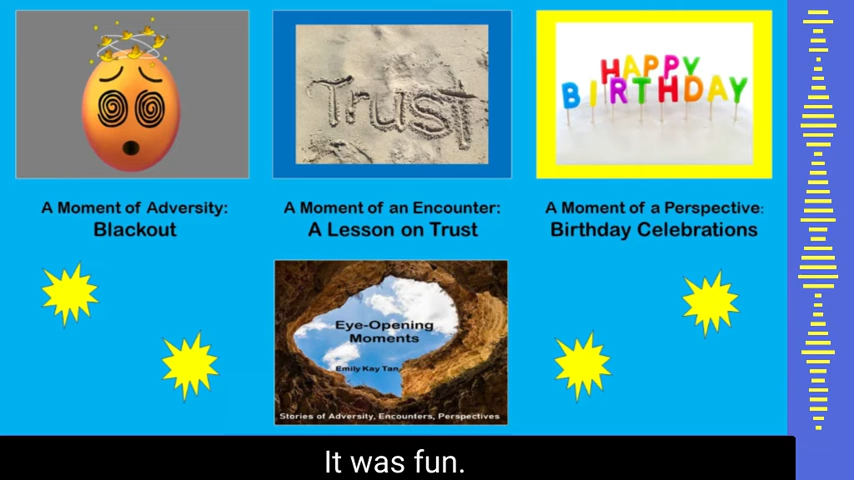 Trust
HAPPY
BIRTHDAY
A Moment of Adversity:
Blackout
A Moment of an Encounter:
A Lesson on Trust
A Moment of a Perspective:
Birthday Celebrations
Eye-Opening
Moments
Emily Kay Tan
Stories of Adversity, Encounters, Perspectives
It was fun.